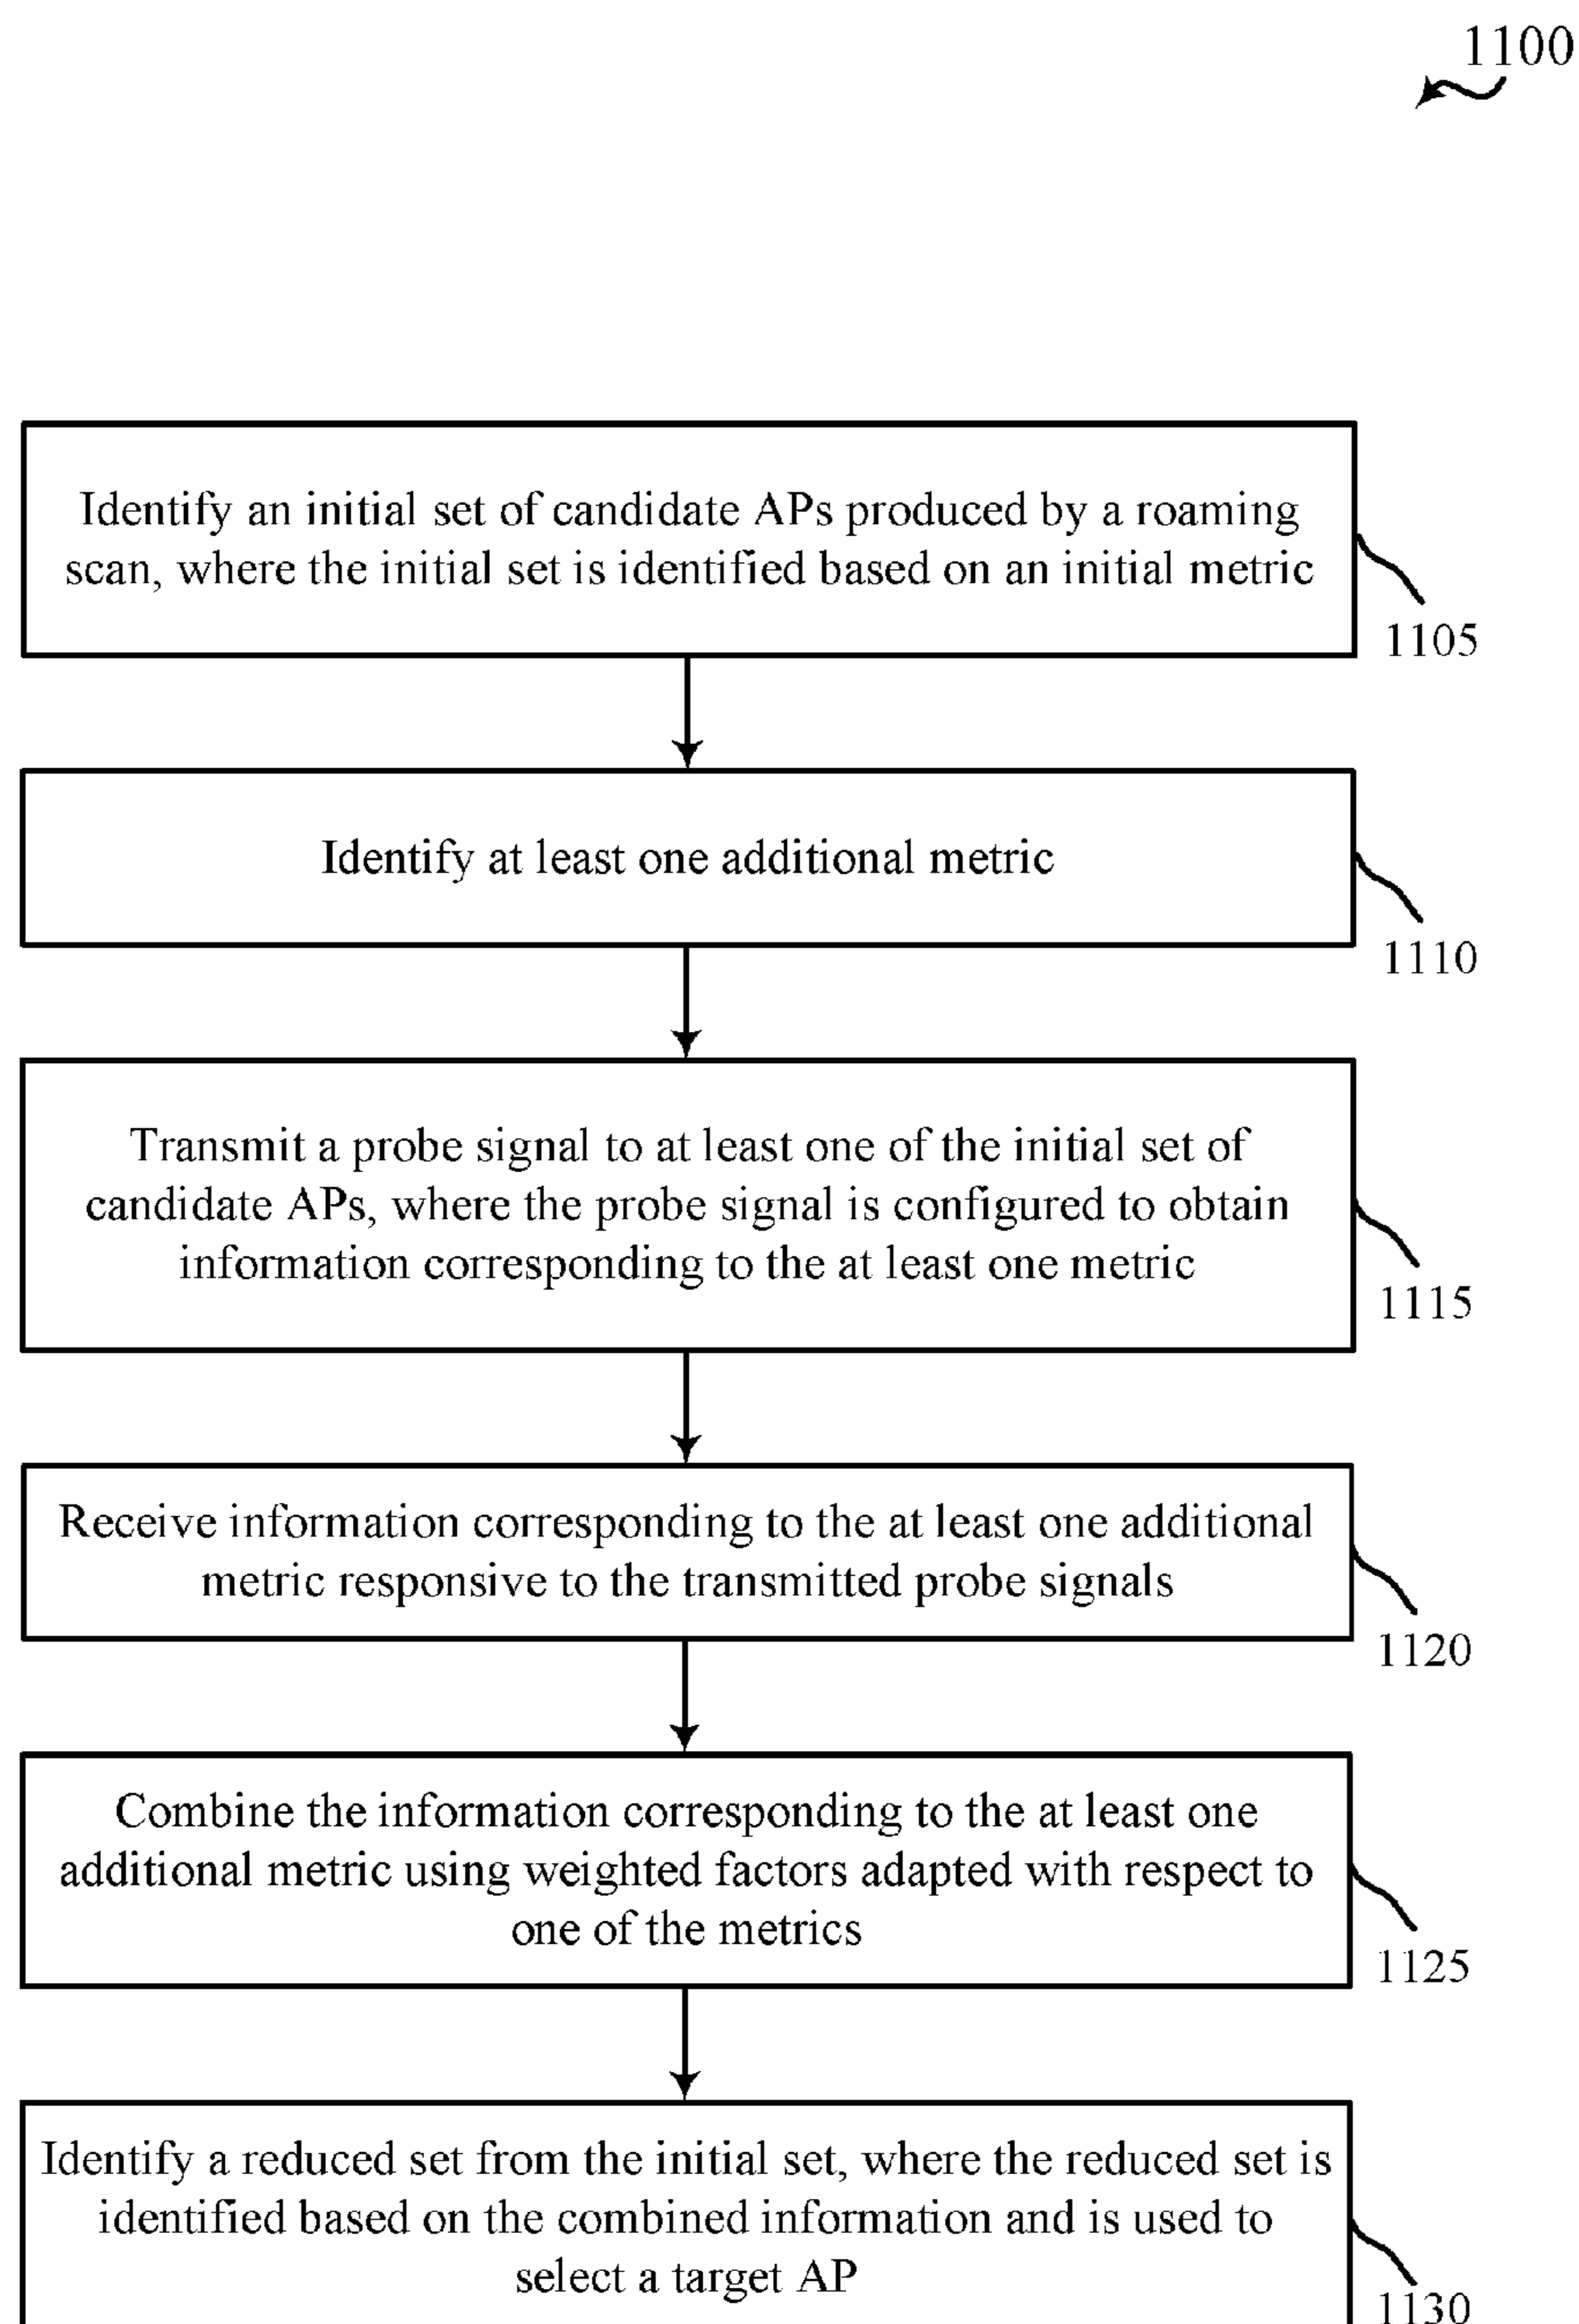 1100
Identify an initial set of candidate APs produced by a roaming
scan, where the initial set is identified based on an initial metric
1105
Identify at least one additional metric
1110
Transmit a probe signal to at least one of the initial set of
candidate APs, where the probe signal is configured to obtain
information corresponding to the at least one metric
1115
Receive information corresponding to the at least one additional
metric responsive to the transmitted probe signals
1120
Combine the information corresponding to the at least one
additional metric using weighted factors adapted with respect to
one of the metrics
1125
Identify a reduced set from the initial set, where the reduced set is
identified based on the combined information and is used to
select a target AP
1130